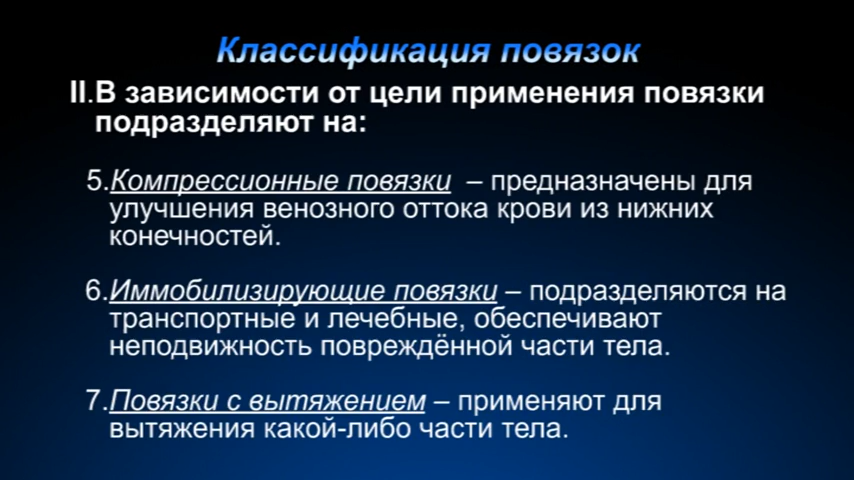 Классификация повязок
II.В зависимости от цели применения повязки
подразделяют на:
5.Компрессионные повязки – предназначены для
улучшения венозного оттока крови из нижних
конечностей.
6.Иммобилизирующие повязки – подразделяются на
транспортные и лечебные, обеспечивают
неподвижность повреждённой части тела.
7.Повязки с вытяжением – применяют для
вытяжения какой-либо части тела.